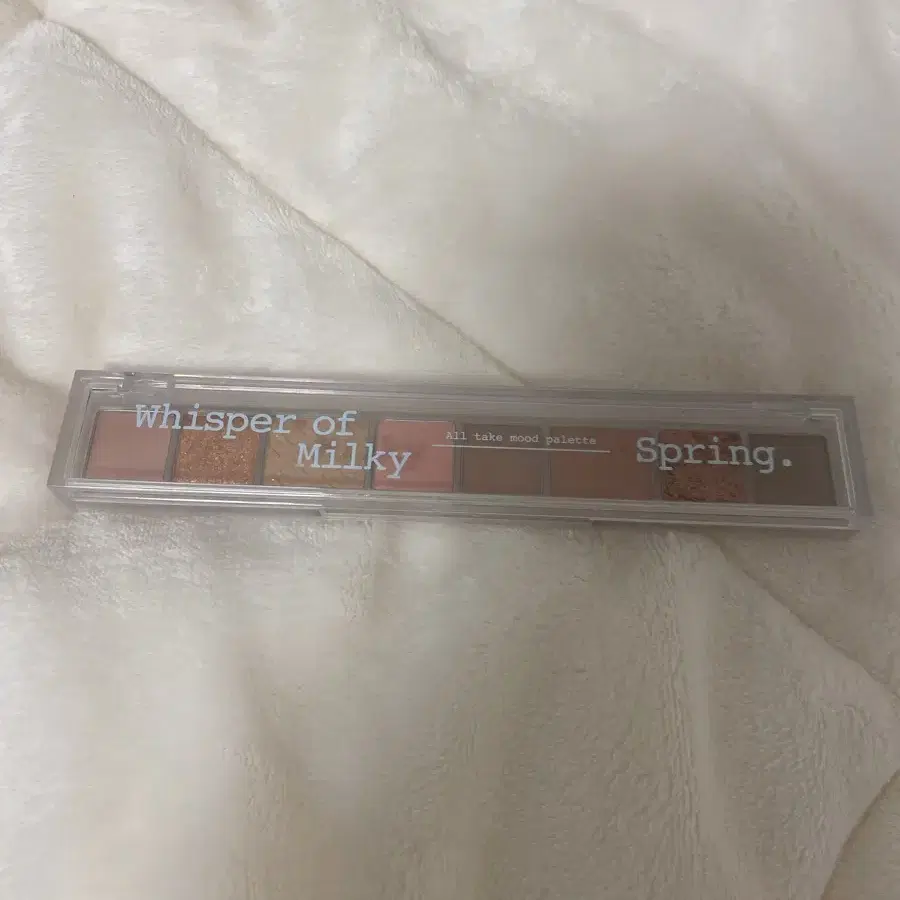 Whisper of
Milky
All take mood palette
Spring.